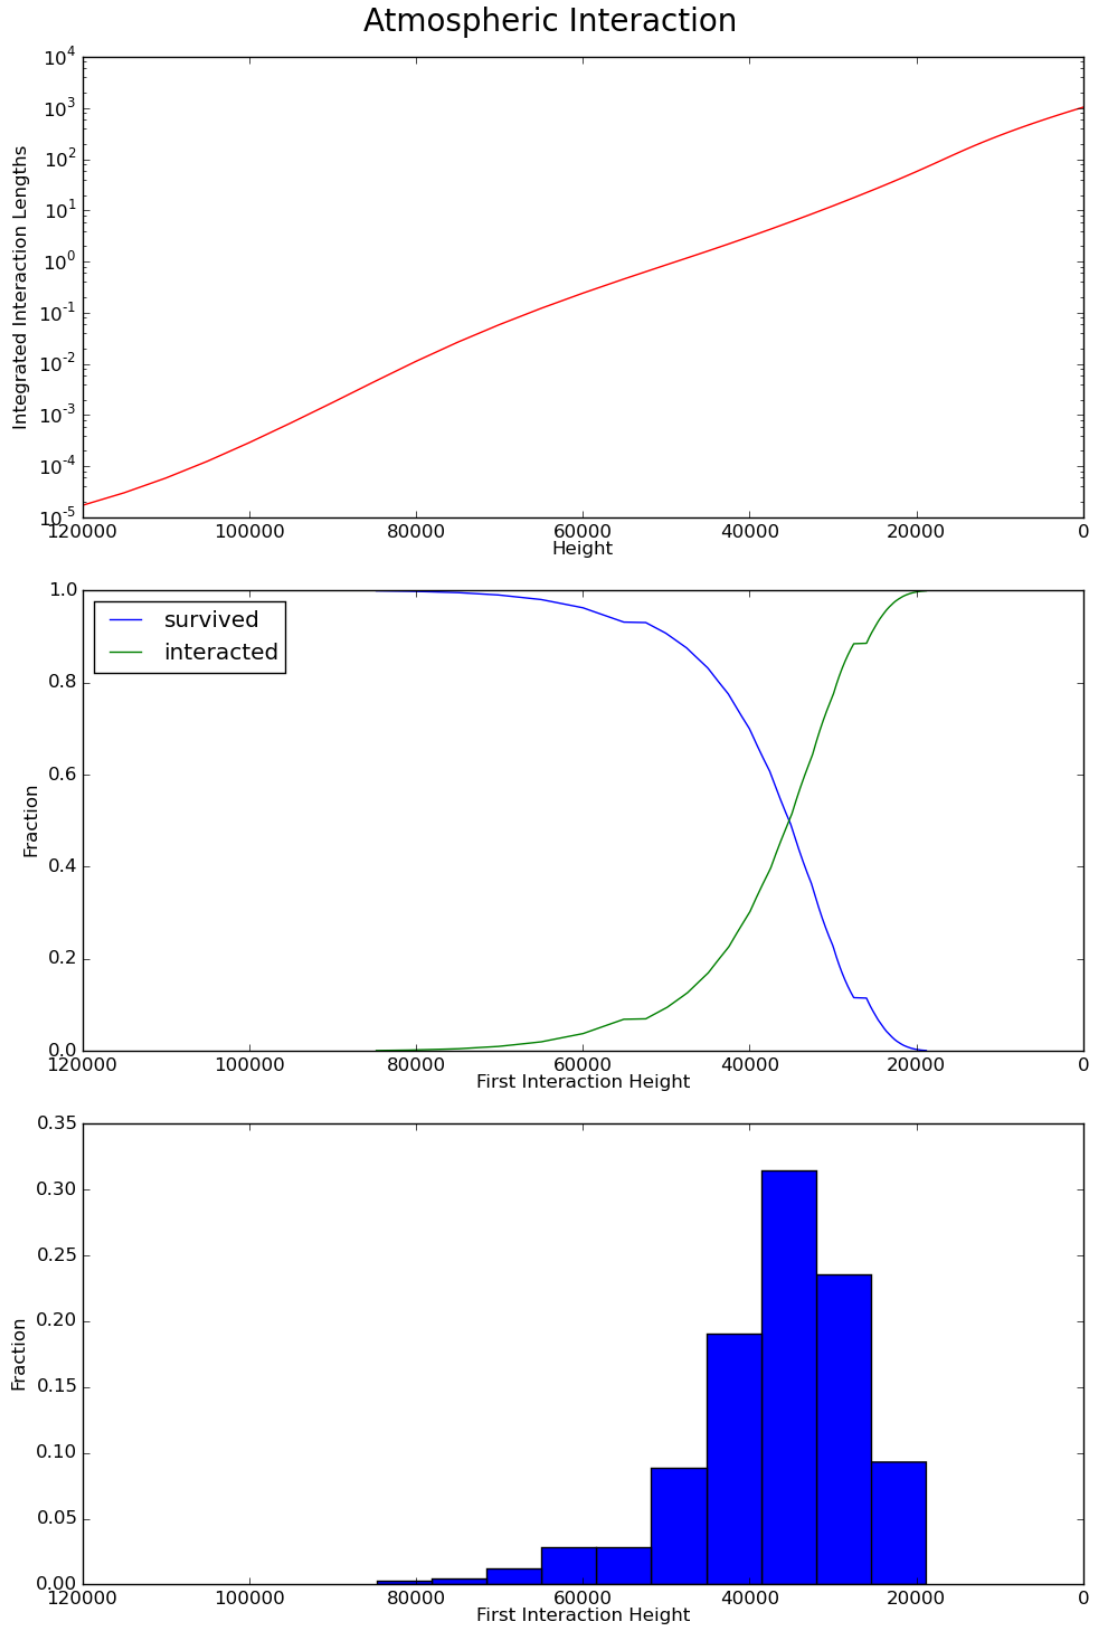 Atmospheric Interaction
10^4
10^3
10^2
10^1
10^0
10^-1
10^-2
10^-3
10^-4
10^-5
Integrated Interaction Lengths
120000 100000 80000 60000 40000 20000 0
Height
survived
interacted
1.0
0.8
0.6
0.4
0.2
0.0
Fraction
120000 100000 80000 60000 40000 20000 0
First Interaction Height
0.35
0.30
0.25
0.20
0.15
0.10
0.05
0.00
Fraction
120000 100000 80000 60000 40000 20000 0
First Interaction Height